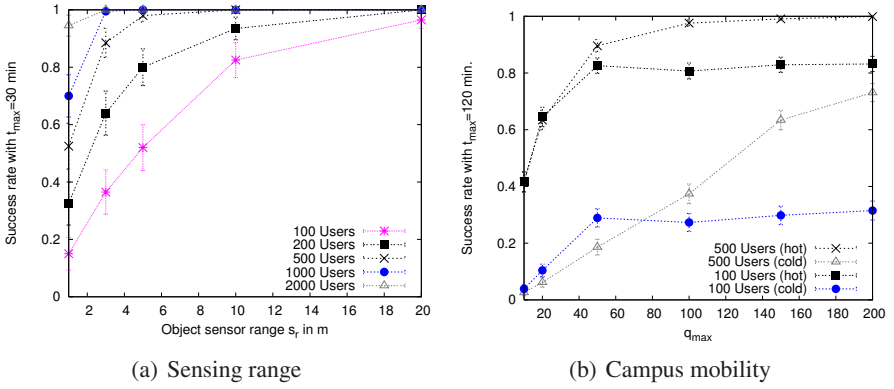 Success rate with t_max=30 min
1
0.8
0.6
0.4
0.2
0
2 4 6 8 10 12 14 16 18 20
Object sensor range s_r in m
100 Users
200 Users
500 Users
1000 Users
2000 Users
(a) Sensing range
Success rate with t_max=120 min.
1
0.8
0.6
0.4
0.2
0
20 40 60 80 100 120 140 160 180 200
q_max
500 Users (hot)
500 Users (cold)
100 Users (hot)
100 Users (cold)
(b) Campus mobility